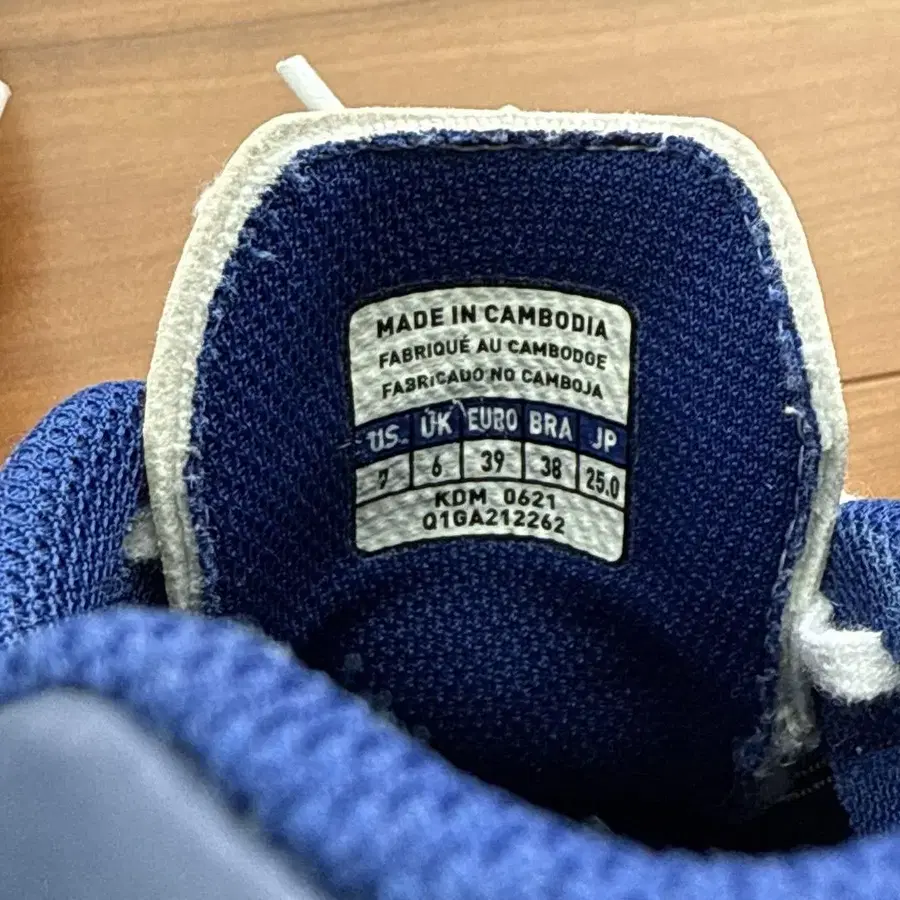 MADE IN CAMBODIA
FABRIQUÉ AU CAMBODGE
FABRICADO NO CAMBOJA
US UK EURO BRA JP
7 6 39 38 25.0
KDM 0621
Q1GA212262